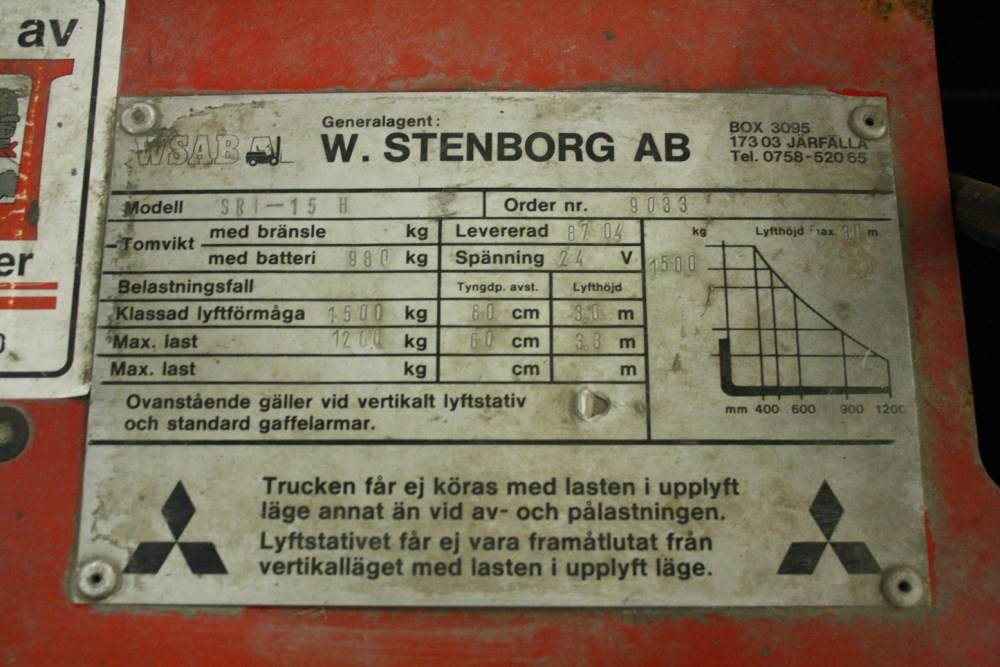 av
er
Generalagent:
WSAB
W. STENBORG AB
BOX 3095
173 03 JÄRFÄLLA
Tel. 0758-520 65
Modell SRI-15 H Order nr. 9033
Tomvikt
med bränsle kg Levererad 87 04
med batteri 980 kg Spänning 24 V
Belastningsfall Tyngdp. avst. Lyfthöjd
Klassad lyftförmåga 1500 kg 60 cm 3.0 m
Max. last 1200 kg 60 cm 3.8 m
Max. last kg cm m
kg Lyfthöjd max. m
1500
mm 400 600 900 1200
Ovanstående gäller vid vertikalt lyftstativ
och standard gaffelarmar.
Trucken får ej köras med lasten i upplyft
läge annat än vid av- och pålastningen.
Lyftstativet får ej vara framåtlutat från
vertikalläget med lasten i upplyft läge.